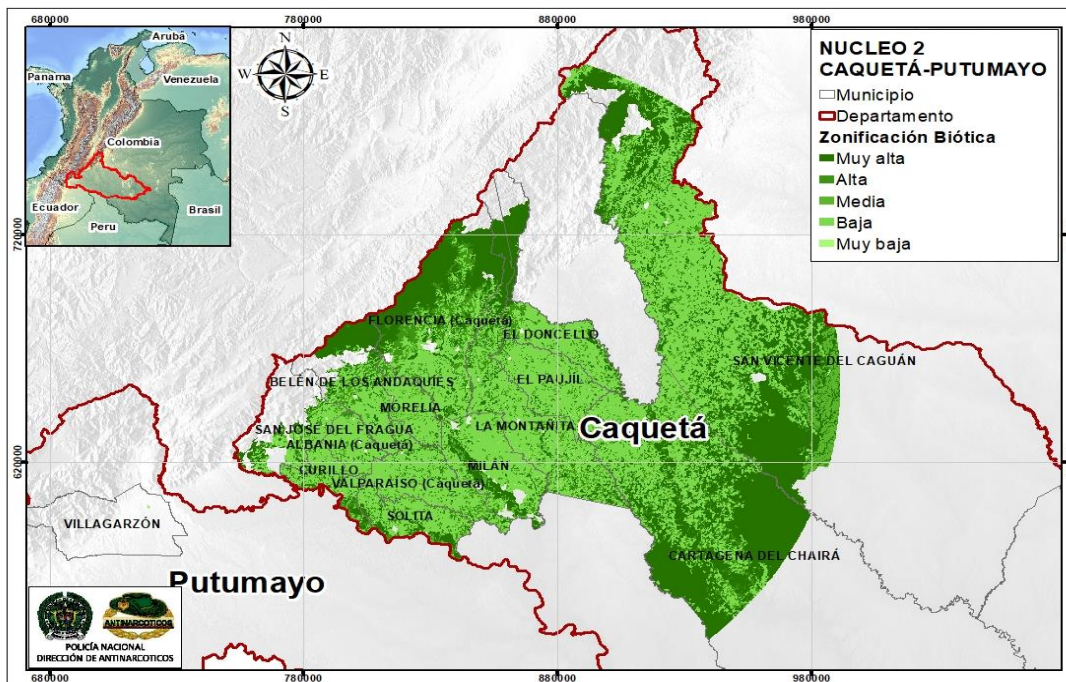 680000
780000
880000
980000
Aruba
Panama
Venezuela
Colombia
Ecuador
Brasil
Peru
N
W
E
S
NUCLEO 2
CAQUETÁ-PUTUMAYO
Municipio
Departamento
Zonificación Biótica
Muy alta
Alta
Media
Baja
Muy baja
720000
720000
FLORENCIA (Caquetá)
EL DONCELLO
SAN VICENTE DEL CAGUÁN
BELÉN DE LOS ANDAQUIES
EL PAUJÍL
MORELIA
SAN JOSÉ DEL FRAGUA
LA MONTAÑITA
Caquetá
ALBANIA (Caquetá)
620000
620000
CURILLO
MILÁN
VALPARAÍSO (Caquetá)
SOLITA
VILLAGARZÓN
CARTAGENA DEL CHAIRÁ
Putumayo
ANTINARCOTICOS
POLICÍA NACIONAL
DIRECCIÓN DE ANTINARCOTICOS
680000
780000
880000
980000